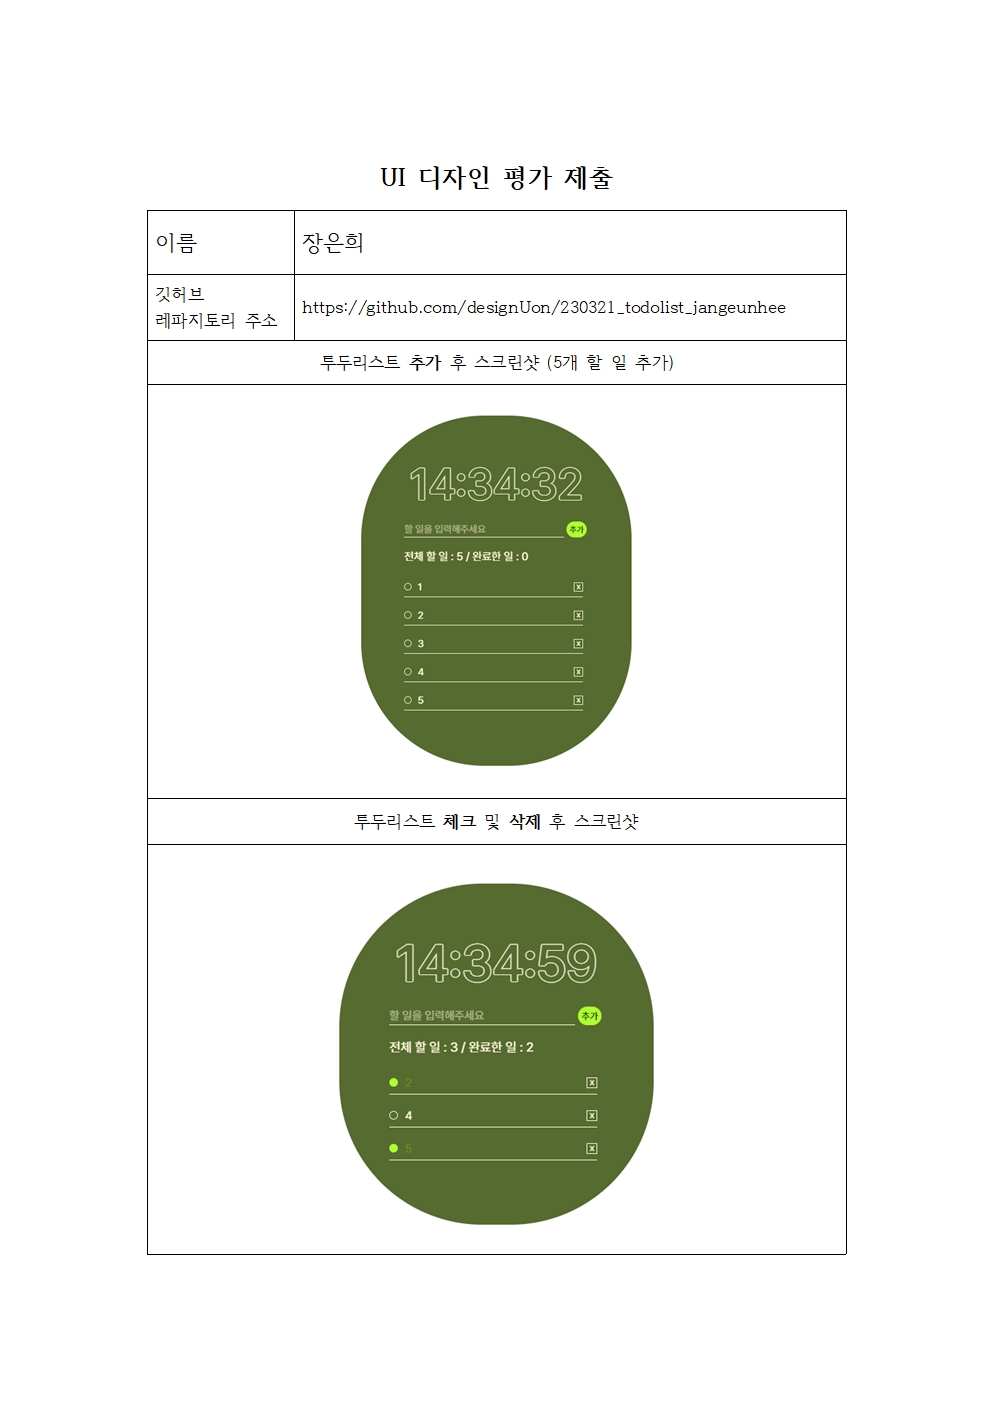 UI 디자인 평가 제출
이름
장은희
깃허브
레파지토리 주소
https://github.com/designUon/230321_todolist_jangeunhee
투두리스트 추가 후 스크린샷 (5개 할 일 추가)
14:34:32
할 일을 입력해주세요 추가
전체 할 일 : 5 / 완료한 일 : 0
1 x
2 x
3 x
4 x
5 x
투두리스트 체크 및 삭제 후 스크린샷
14:34:59
할 일을 입력해주세요 추가
전체 할 일 : 3 / 완료한 일 : 2
2 x
4 x
5 x